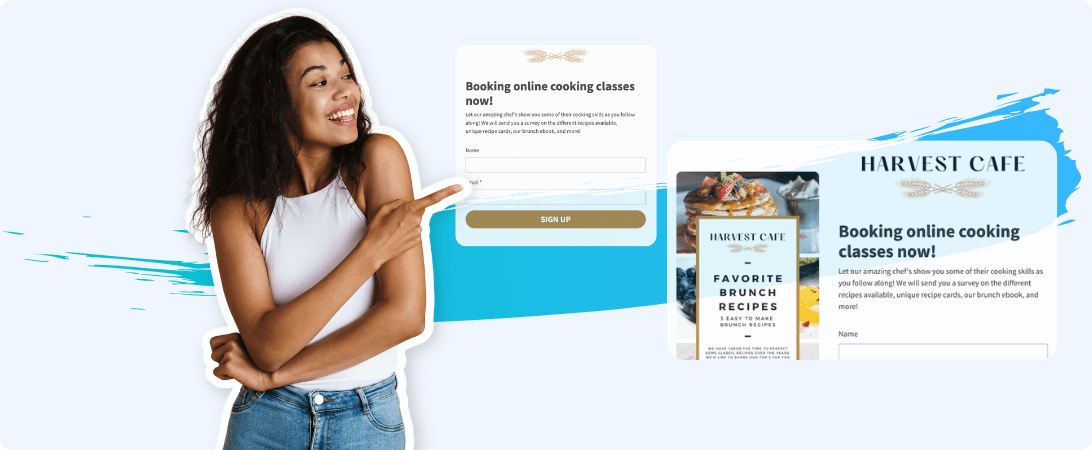 Booking online cooking classes
now!
Let our amazing chef's show you some of their cooking skills as you follow
along! We will send you a survey on the different recipes available,
unique recipe cards, our brunch ebook, and more!
Name
mail *
SIGN UP
HARVEST CAFE
FAVORITE
BRUNCH
RECIPES
3 EASY TO MAKE
BRUNCH RECIPES
WE HAVE TAKEN THE TIME TO PERFECT
SOME CLASSIC RECIPES OVER THE YEARS.
WE'D LIKE TO SHARE OUR TOP 3 FOR YOU
HARVEST CAFE
Booking online cooking
classes now!
Let our amazing chef's show you some of their cooking skills as
you follow along! We will send you a survey on the different
recipes available, unique recipe cards, our brunch ebook, and
more!
Name